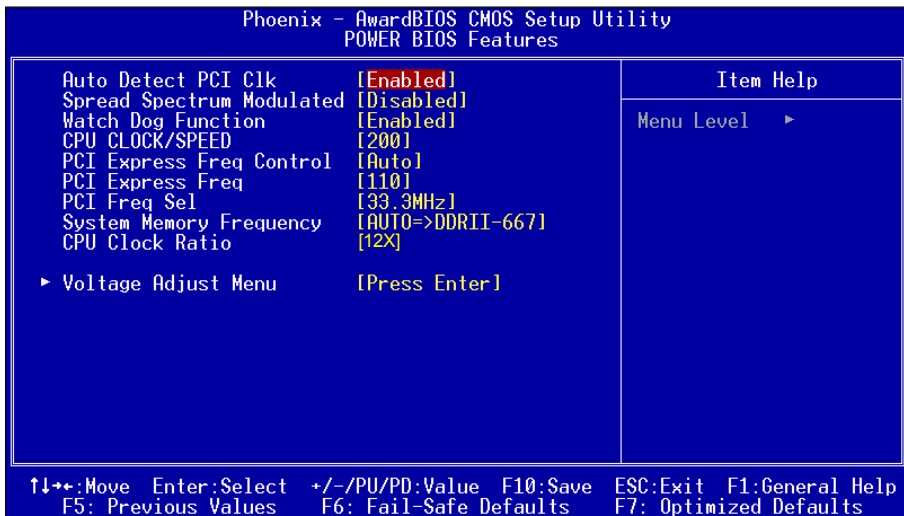 Phoenix - AwardBIOS CMOS Setup Utility
POWER BIOS Features
Auto Detect PCI Clk [Enabled]
Spread Spectrum Modulated [Disabled]
Watch Dog Function [Enabled]
CPU CLOCK/SPEED [200]
PCI Express Freq Control [Auto]
PCI Express Freq [110]
PCI Freq Sel [33.3MHz]
System Memory Frequency [AUTO=>DDRII-667]
CPU Clock Ratio [12X]
► Voltage Adjust Menu [Press Enter]
Item Help
Menu Level ►
↑↓→←:Move Enter:Select +/-/PU/PD:Value F10:Save ESC:Exit F1:General Help
F5: Previous Values F6: Fail-Safe Defaults F7: Optimized Defaults